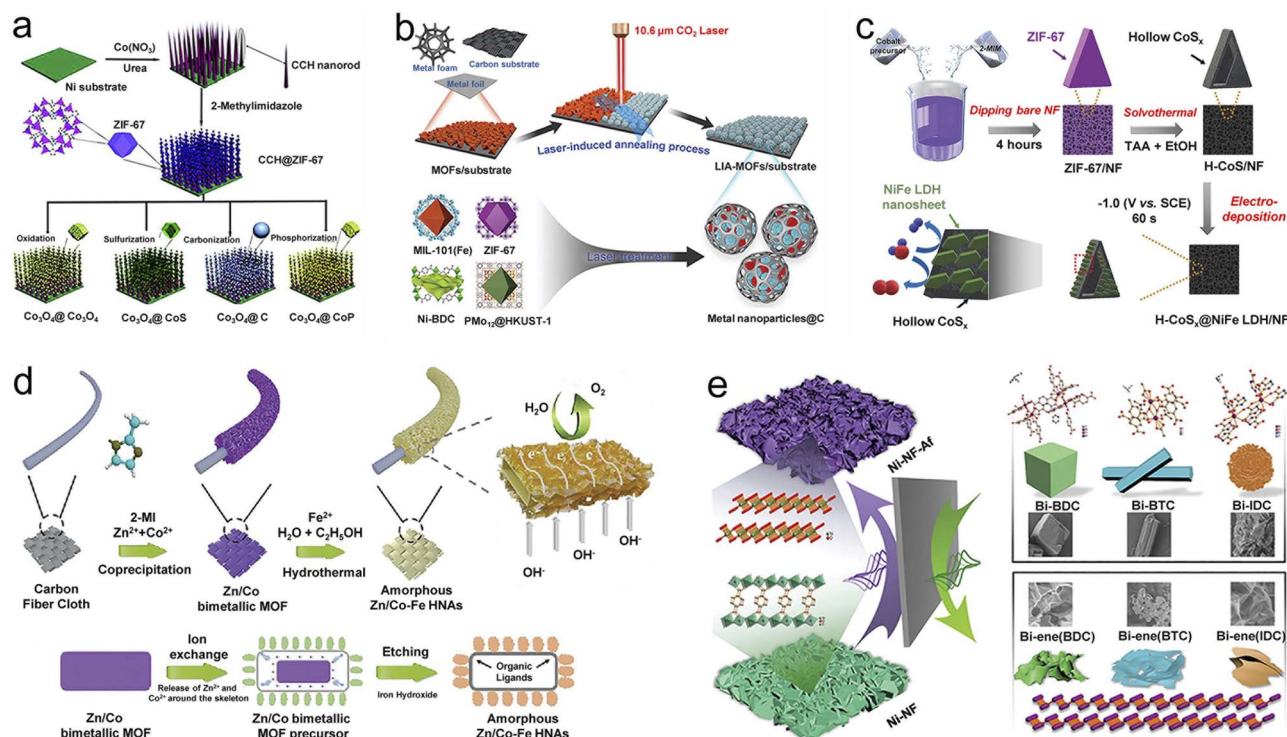 a
Co(NO₃)
Urea
CCH nanorod
Ni substrate
2-Methylimidazole
ZIF-67
CCH@ZIF-67
Oxidation
Sulfurization
Carbonization
Phosphorization
Co₃O₄@ Co₃O₄
Co₃O₄@ CoS
Co₃O₄@ C
Co₃O₄@ CoP
b
10.6 µm CO₂ Laser
Metal foam
Carbon substrate
Metal foil
Laser-induced annealing process
MOFs/substrate
LIA-MOFs/substrate
MIL-101(Fe)
ZIF-67
Laser treatment
Ni-BDC
PMo₁₂@HKUST-1
Metal nanoparticles@C
c
Cobalt
precursor
2-MIM
ZIF-67
Hollow CoSₓ
Dipping bare NF
4 hours
Solvothermal
TAA + EtOH
ZIF-67/NF
H-CoS/NF
NiFe LDH
nanosheet
-1.0 (V vs. SCE)
60 s
Electro-
deposition
Hollow CoSₓ
H-CoSₓ@NiFe LDH/NF
d
H₂O
O₂
e⁻
e⁻
2-MI
Zn²⁺+Co²⁺
Coprecipitation
Fe²⁺
H₂O + C₂H₅OH
Hydrothermal
OH⁻
OH⁻
Carbon
Fiber Cloth
Zn/Co
bimetallic MOF
Amorphous
Zn/Co-Fe HNAs
Ion
exchange
Release of Zn²⁺ and
Co²⁺ around the skeleton
Etching
Iron Hydroxide
Organic
Ligands
Zn/Co
bimetallic MOF
Zn/Co bimetallic
MOF precursor
Amorphous
Zn/Co-Fe HNAs
e
Ni-NF-Af
Ni-NF
Bi-BDC
Bi-BTC
Bi-IDC
Bi-ene(BDC)
Bi-ene(BTC)
Bi-ene(IDC)